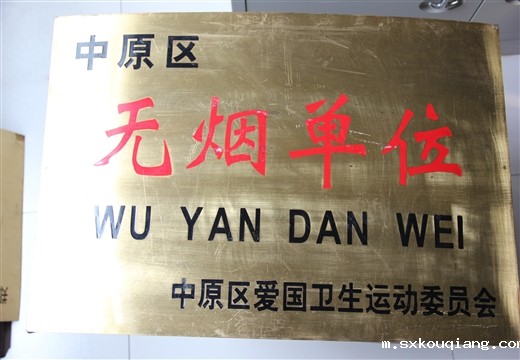 中原区
无烟单位
WU YAN DAN WEI
中原区爱国卫生运动委员会
m.sxkouqiang.com